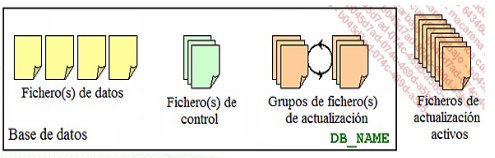 Fichero(s) de datos
Fichero(s) de
control
Grupos de fichero(s)
de actualización
Base de datos
DB_NAME
Ficheros de
actualización
activos